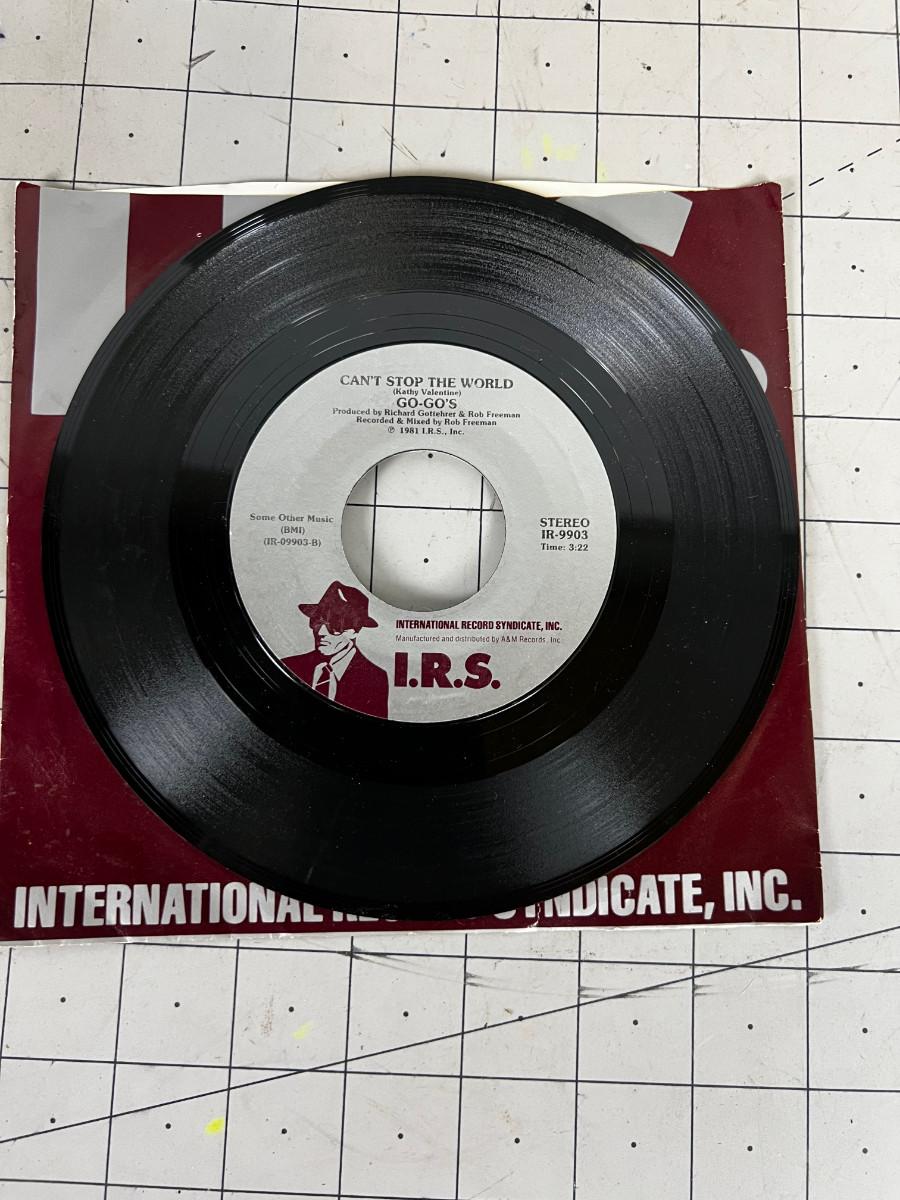 CAN'T STOP THE WORLD
(Kathy Valentine)
GO-GO'S
Produced by Richard Gottehrer & Rob Freeman
Recorded & Mixed by Rob Freeman
℗ 1981 I.R.S., Inc.
Some Other Music
(BMI)
(IR-09903-B)
STEREO
IR-9903
Time: 3:22
INTERNATIONAL RECORD SYNDICATE, INC.
Manufactured and distributed by A&M Records, Inc.
I.R.S.
INTERNATIONAL SYNDICATE, INC.